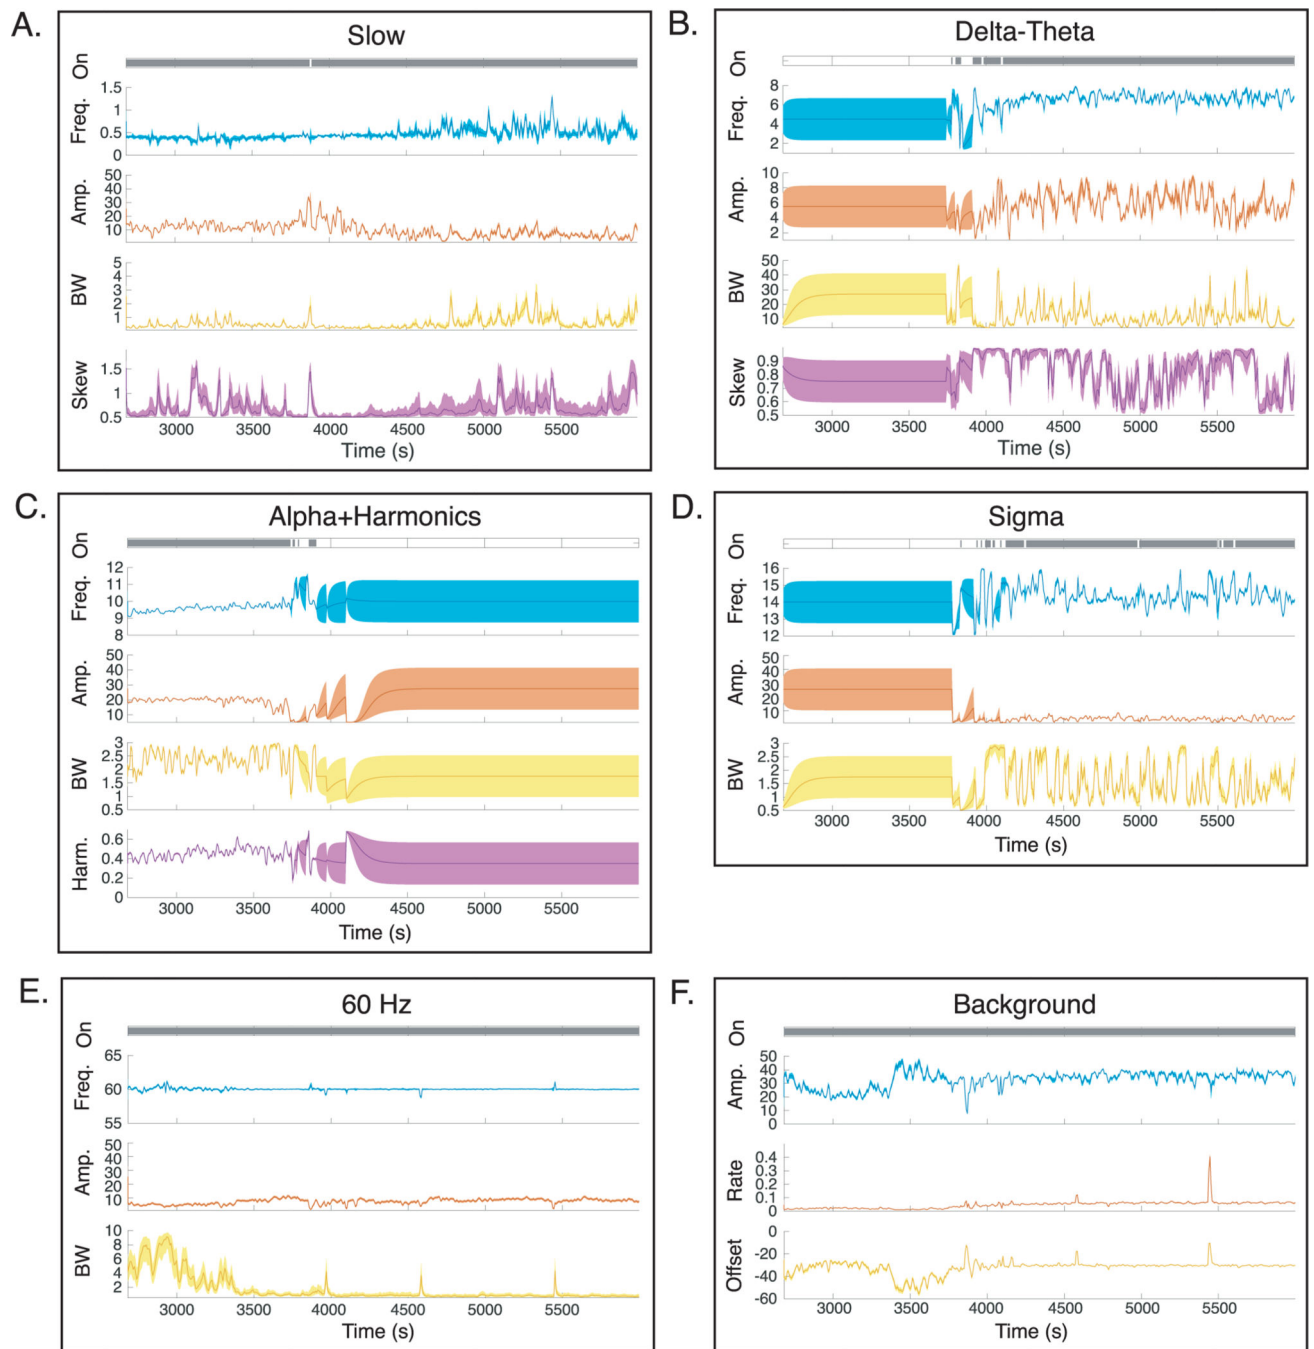 A.
Slow
On
Freq.
1.5
1
0.5
0
Amp.
50
40
30
20
10
BW
5
4
3
2
1
Skew
1.5
1
0.5
3000 3500 4000 4500 5000 5500
Time (s)
B.
Delta-Theta
On
Freq.
8
6
4
2
Amp.
10
8
6
4
2
BW
50
40
30
20
10
Skew
0.9
0.8
0.7
0.6
0.5
3000 3500 4000 4500 5000 5500
Time (s)
C.
Alpha+Harmonics
On
Freq.
12
11
10
9
8
Amp.
50
40
30
20
10
BW
3
2.5
2
1.5
1
0.5
Harm.
0.6
0.4
0.2
0
3000 3500 4000 4500 5000 5500
Time (s)
D.
Sigma
On
Freq.
16
15
14
13
12
Amp.
50
40
30
20
10
BW
3
2.5
2
1.5
1
0.5
3000 3500 4000 4500 5000 5500
Time (s)
E.
60 Hz
On
Freq.
65
60
55
Amp.
50
40
30
20
10
BW
10
8
6
4
2
3000 3500 4000 4500 5000 5500
Time (s)
F.
Background
On
Amp.
50
40
30
20
0
Rate
0.4
0.3
0.2
0.1
0
Offset
0
-20
-40
-60
3000 3500 4000 4500 5000 5500
Time (s)